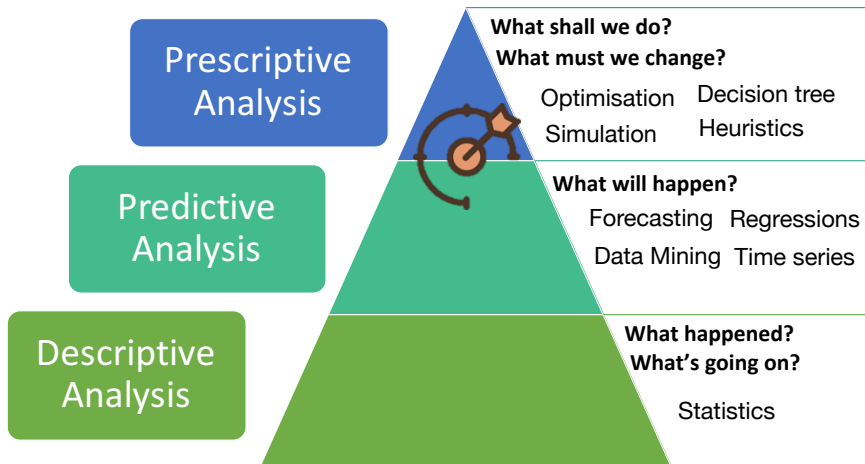 Prescriptive
Analysis
What shall we do?
What must we change?
Optimisation Decision tree
Simulation Heuristics
Predictive
Analysis
What will happen?
Forecasting Regressions
Data Mining Time series
Descriptive
Analysis
What happened?
What's going on?
Statistics